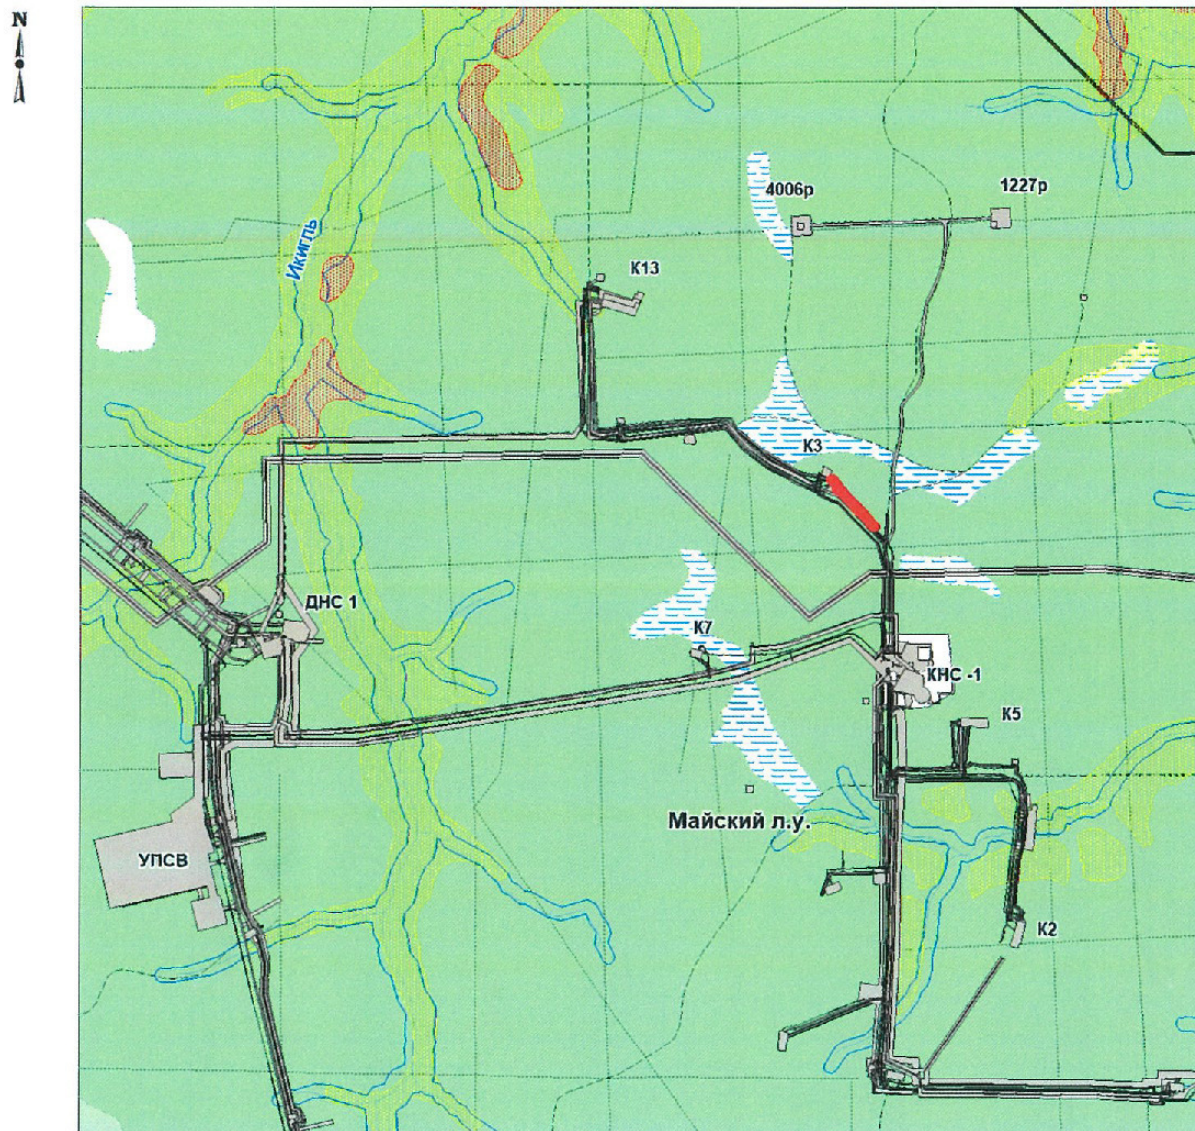 N
4006р
1227р
Икигль
К13
К3
ДНС 1
К7
КНС -1
К5
Майский л.у.
УПСВ
К2